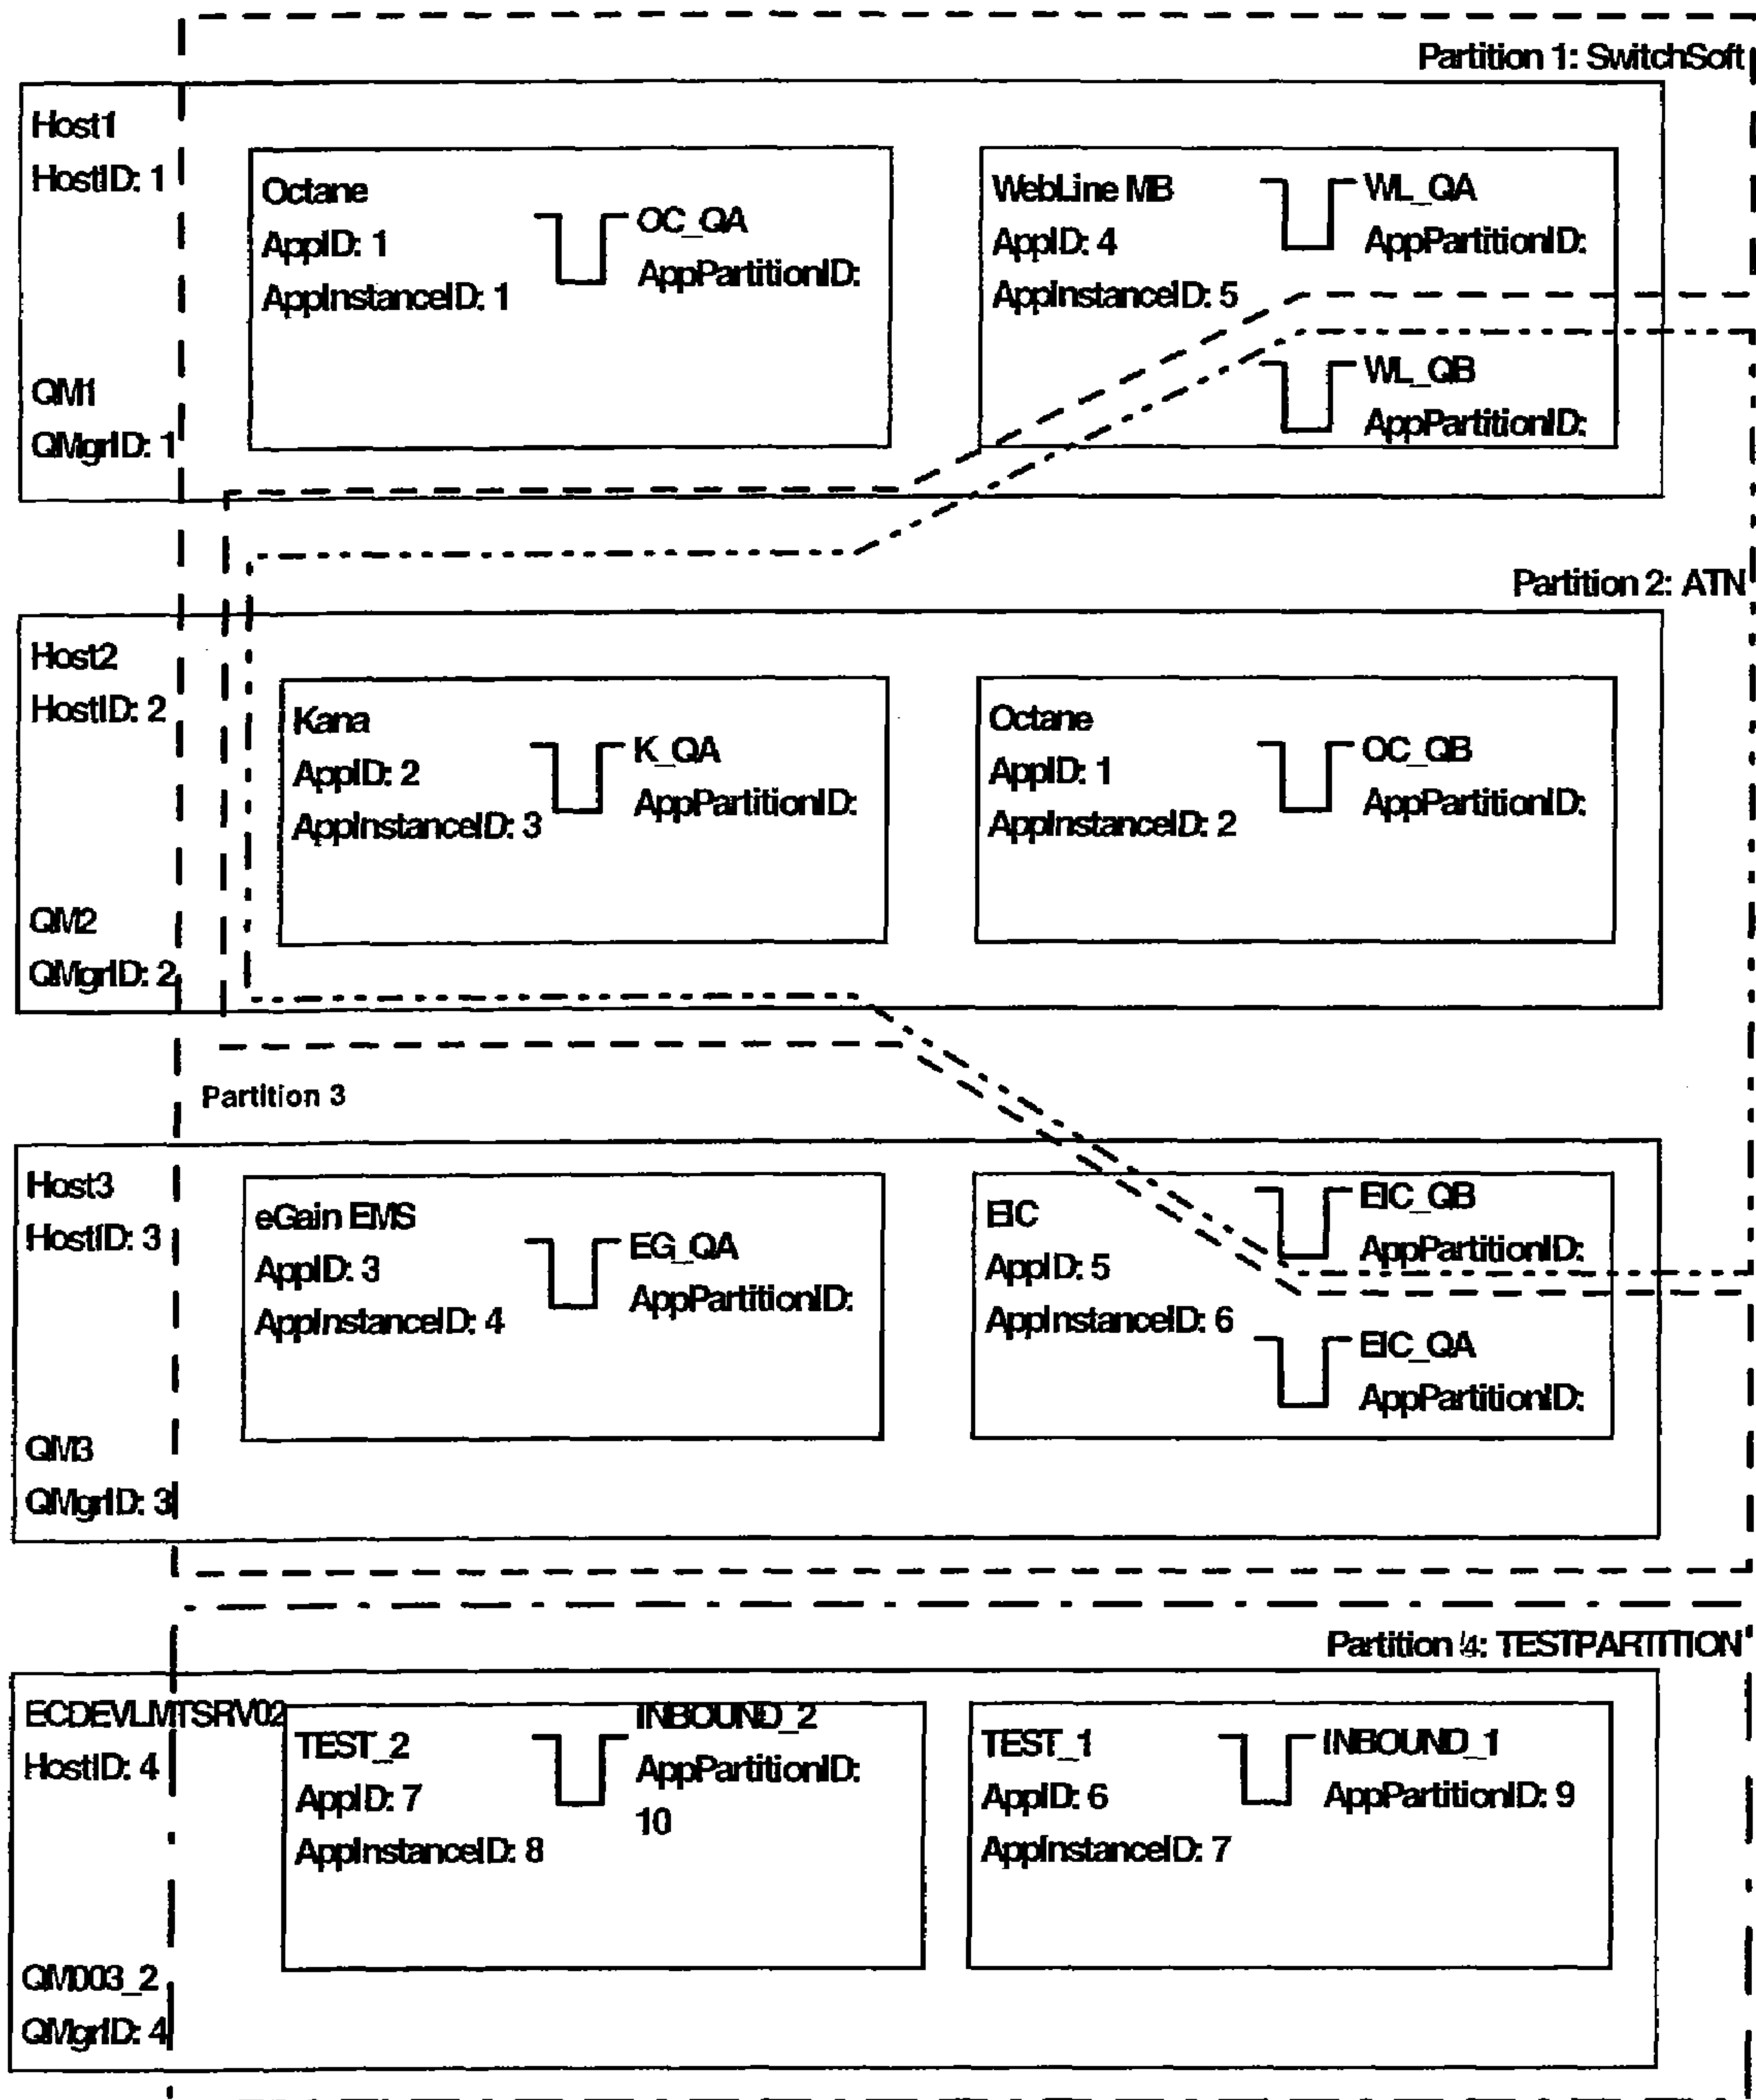 Partition 1: SwitchSoft
Host1
HostID: 1
QM1
QMgrID: 1
Octane
AppID: 1
AppInstanceID: 1
OC_QA
AppPartitionID:
WebLine MB
AppID: 4
AppInstanceID: 5
WL_QA
AppPartitionID:
WL_QB
AppPartitionID:
Partition 2: ATN
Host2
HostID: 2
QM2
QMgrID: 2
Kana
AppID: 2
AppInstanceID: 3
K_QA
AppPartitionID:
Octane
AppID: 1
AppInstanceID: 2
OC_QB
AppPartitionID:
Partition 3
Host3
HostID: 3
QM3
QMgrID: 3
eGain EMS
AppID: 3
AppInstanceID: 4
EG_QA
AppPartitionID:
EIC
AppID: 5
AppInstanceID: 6
EIC_QB
AppPartitionID:
EIC_QA
AppPartitionID:
Partition 4: TESTPARTITION
ECDEVLMTSRV02
HostID: 4
QM003_2
QMgrID: 4
TEST_2
AppID: 7
AppInstanceID: 8
INBOUND_2
AppPartitionID:
10
TEST_1
AppID: 6
AppInstanceID: 7
INBOUND_1
AppPartitionID: 9